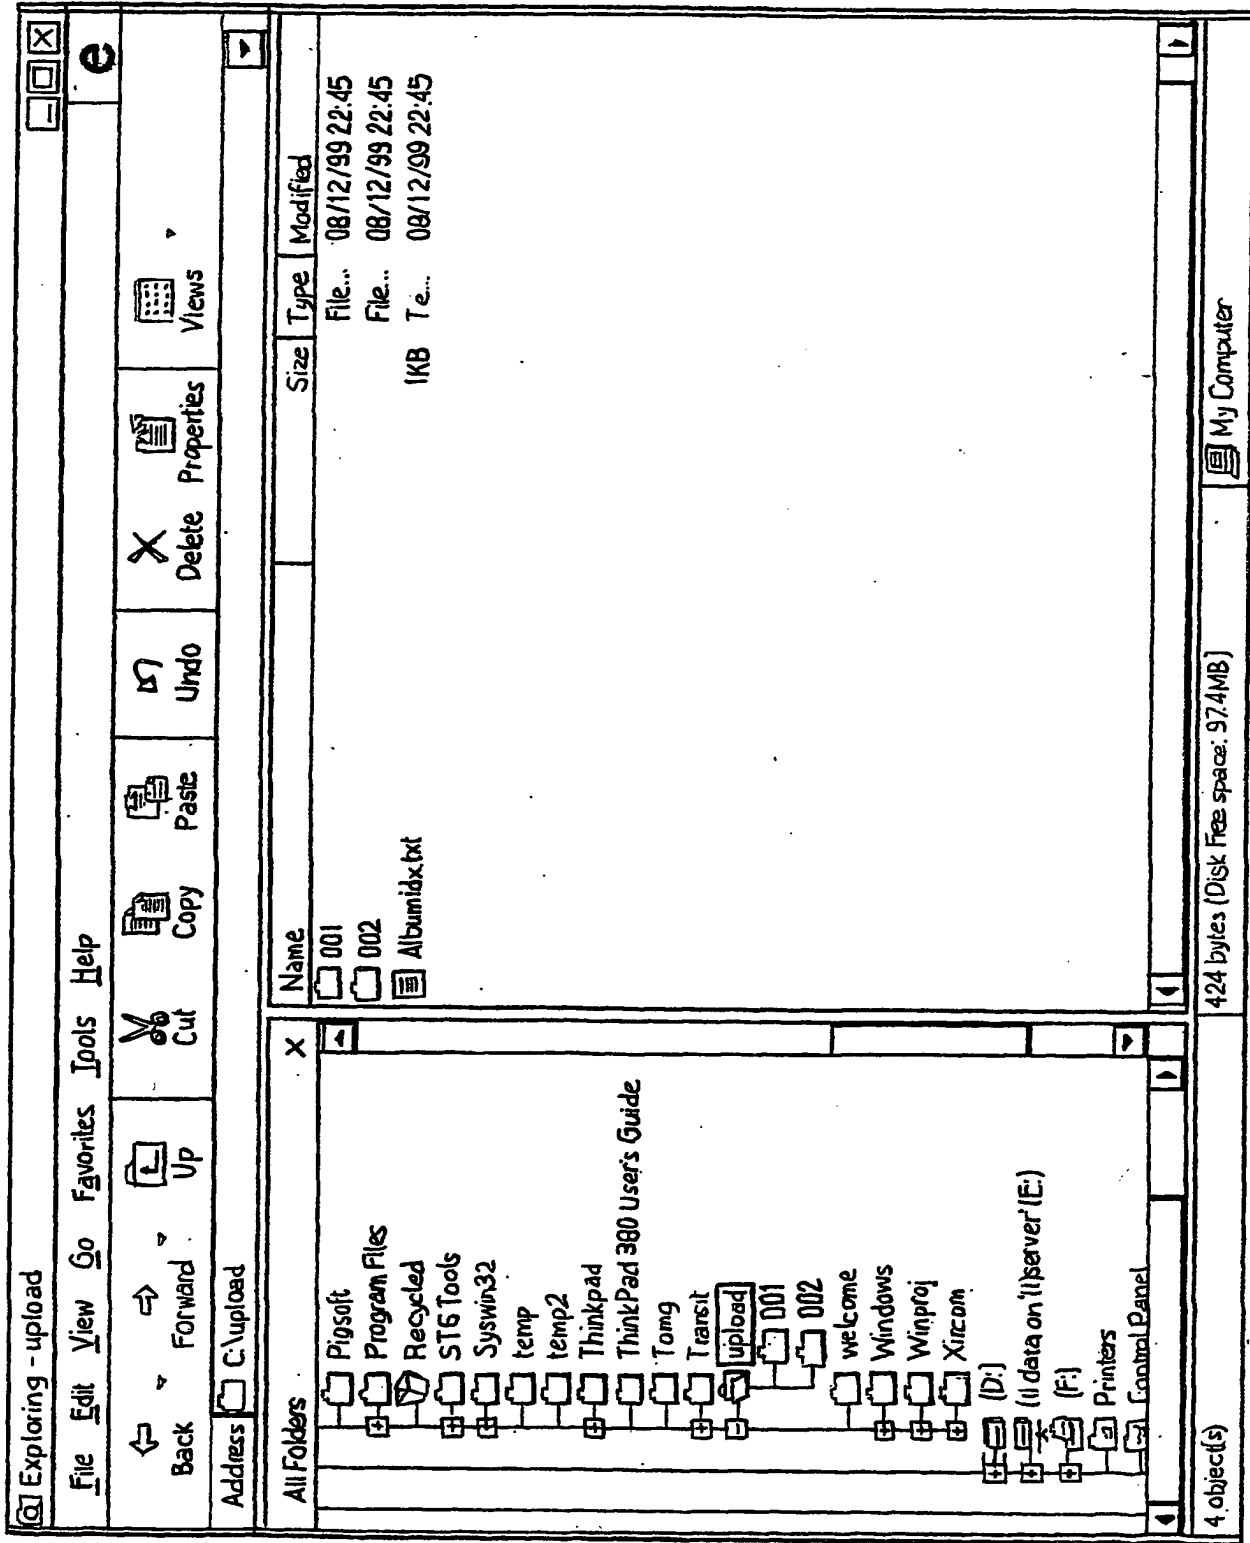 Exploring - upload
File Edit View Go Favorites Tools Help
Back Forward Up Cut Copy Paste Undo Delete Properties Views
Address C:\upload
All Folders X
Name Size Type Modified
001 File... 08/12/99 22:45
002 File... 08/12/99 22:45
Albumidx.txt 1KB Te... 08/12/99 22:45
Pigsoft
Program Files
Recycled
STG Tools
Syswin32
temp
temp2
Thinkpad
ThinkPad 380 User's Guide
Tomg
Transit
upload
001
002
welcome
Windows
Winproj
Xircom
(D:)
(F:)
Printers
Control Panel
4 object(s) 424 bytes (Disk Free space: 97.4MB) My Computer